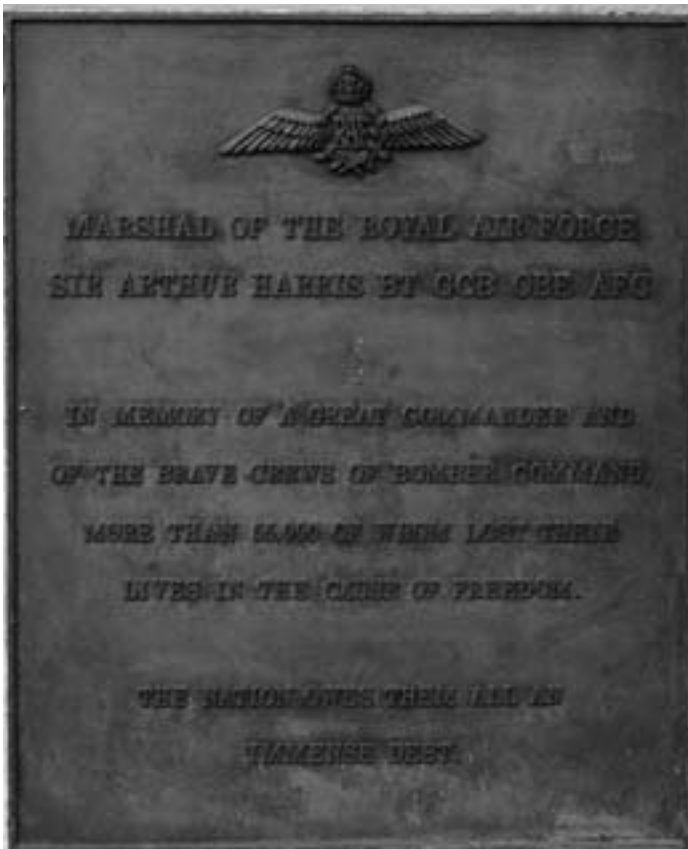 MARSHAL OF THE ROYAL AIR FORCE
SIR ARTHUR HARRIS BT GCB OBE AFC
IN MEMORY OF A GREAT COMMANDER AND
OF THE BRAVE CREWS OF BOMBER COMMAND,
MORE THAN 55,000 OF WHOM LOST THEIR
LIVES IN THE CAUSE OF FREEDOM.
THE NATION OWES THEM ALL AN
IMMENSE DEBT.